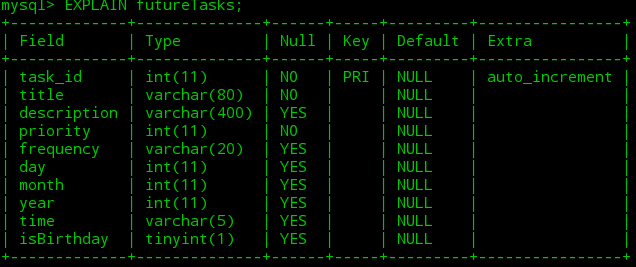 mysql> EXPLAIN futureTasks;
+-------------+--------------+------+-----+---------+----------------+
| Field       | Type         | Null | Key | Default | Extra          |
+-------------+--------------+------+-----+---------+----------------+
| task_id     | int(11)      | NO   | PRI | NULL    | auto_increment |
| title       | varchar(80)  | NO   |     | NULL    |                |
| description | varchar(400) | YES  |     | NULL    |                |
| priority    | int(11)      | NO   |     | NULL    |                |
| frequency   | varchar(20)  | YES  |     | NULL    |                |
| day         | int(11)      | YES  |     | NULL    |                |
| month       | int(11)      | YES  |     | NULL    |                |
| year        | int(11)      | YES  |     | NULL    |                |
| time        | varchar(5)   | YES  |     | NULL    |                |
| isBirthday  | tinyint(1)   | YES  |     | NULL    |                |
+-------------+--------------+------+-----+---------+----------------+